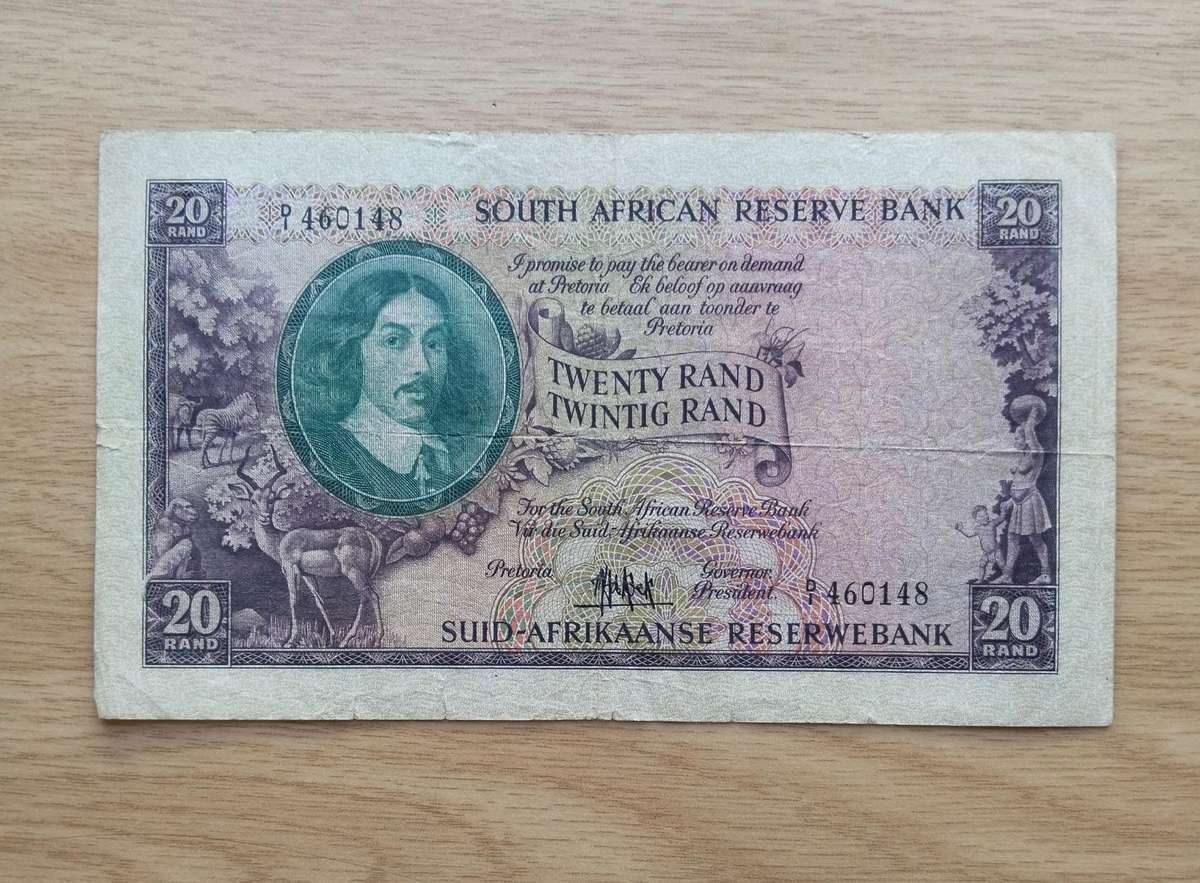 20 RAND
D/1 460148
SOUTH AFRICAN RESERVE BANK
20 RAND
I promise to pay the bearer on demand
at Pretoria Ek beloof op aanvraag
te betaal aan toonder te
Pretoria
TWENTY RAND
TWINTIG RAND
For the South African Reserve Bank
Vir die Suid-Afrikaanse Reserwebank
Pretoria
Governor.
President.
D/1 460148
20 RAND
SUID-AFRIKAANSE RESERWEBANK
20 RAND